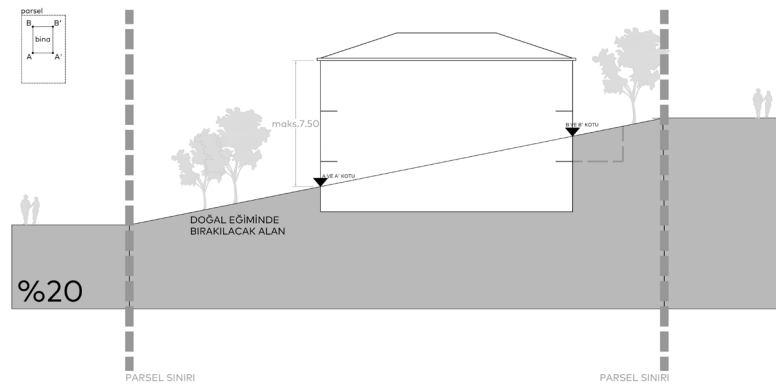 parsel
B B'
bina
A A'
maks.7.50
B VE B' KOTU
A VE A' KOTU
DOĞAL EĞİMİNDE
BIRAKILACAK ALAN
%20
PARSEL SINIRI
PARSEL SINIRI